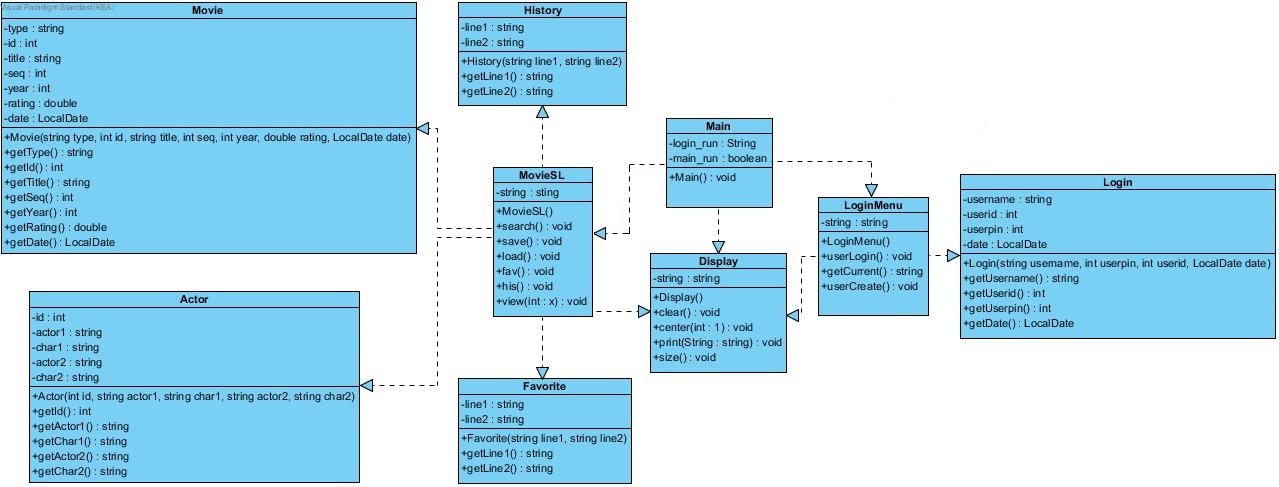 Visual Paradigm Standard(KEA)
Movie
-type : string
-id : int
-title : string
-seq : int
-year : int
-rating : double
-date : LocalDate
+Movie(string type, int id, string title, int seq, int year, double rating, LocalDate date)
+getType() : string
+getId() : int
+getTitle() : string
+getSeq() : int
+getYear() : int
+getRating() : double
+getDate() : LocalDate
History
-line1 : string
-line2 : string
+History(string line1, string line2)
+getLine1() : string
+getLine2() : string
Main
-login_run : String
-main_run : boolean
+Main() : void
MovieSL
-string : sting
+MovieSL()
+search() : void
+save() : void
+load() : void
+fav() : void
+his() : void
+view(int : x) : void
LoginMenu
-string : string
+LoginMenu()
+userLogin() : void
+getCurrent() : string
+userCreate() : void
Login
-username : string
-userid : int
-userpin : int
-date : LocalDate
+Login(string username, int userpin, int userid, LocalDate date)
+getUsername() : string
+getUserid() : int
+getUserpin() : int
+getDate() : LocalDate
Display
-string : string
+Display()
+clear() : void
+center(int : 1) : void
+print(String : string) : void
+size() : void
Actor
-id : int
-actor1 : string
-char1 : string
-actor2 : string
-char2 : string
+Actor(int id, string actor1, string char1, string actor2, string char2)
+getId() : int
+getActor1() : string
+getChar1() : string
+getActor2() : string
+getChar2() : string
Favorite
-line1 : string
-line2 : string
+Favorite(string line1, string line2)
+getLine1() : string
+getLine2() : string